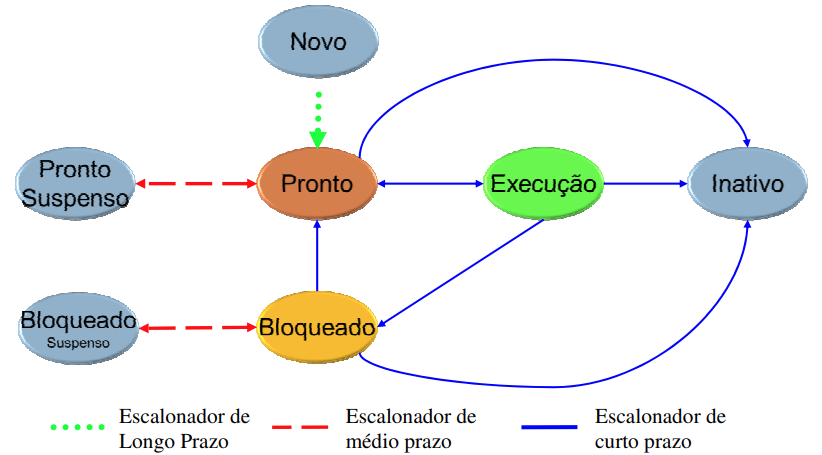 Novo
Pronto
Suspenso
Pronto
Execução
Inativo
Bloqueado
Suspenso
Bloqueado
Escalonador de
Longo Prazo
Escalonador de
médio prazo
Escalonador de
curto prazo